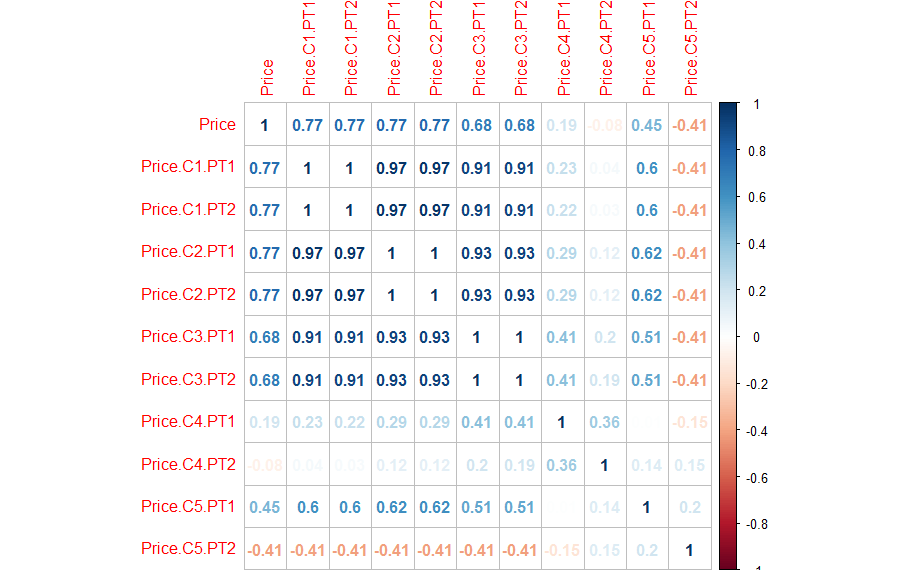 Price Price.C1.PT1 Price.C1.PT2 Price.C2.PT1 Price.C2.PT2 Price.C3.PT1 Price.C3.PT2 Price.C4.PT1 Price.C4.PT2 Price.C5.PT1 Price.C5.PT2
Price 1 0.77 0.77 0.77 0.77 0.68 0.68 0.19 -0.08 0.45 -0.41
Price.C1.PT1 0.77 1 1 0.97 0.97 0.91 0.91 0.23 0.04 0.6 -0.41
Price.C1.PT2 0.77 1 1 0.97 0.97 0.91 0.91 0.22 0.03 0.6 -0.41
Price.C2.PT1 0.77 0.97 0.97 1 1 0.93 0.93 0.29 0.12 0.62 -0.41
Price.C2.PT2 0.77 0.97 0.97 1 1 0.93 0.93 0.29 0.12 0.62 -0.41
Price.C3.PT1 0.68 0.91 0.91 0.93 0.93 1 1 0.41 0.2 0.51 -0.41
Price.C3.PT2 0.68 0.91 0.91 0.93 0.93 1 1 0.41 0.19 0.51 -0.41
Price.C4.PT1 0.19 0.23 0.22 0.29 0.29 0.41 0.41 1 0.36 -0.15
Price.C4.PT2 -0.08 0.04 0.03 0.12 0.12 0.2 0.19 0.36 1 0.14 0.15
Price.C5.PT1 0.45 0.6 0.6 0.62 0.62 0.51 0.51 0.14 1 0.2
Price.C5.PT2 -0.41 -0.41 -0.41 -0.41 -0.41 -0.41 -0.41 -0.15 0.15 0.2 1
1
0.8
0.6
0.4
0.2
0
-0.2
-0.4
-0.6
-0.8
-1